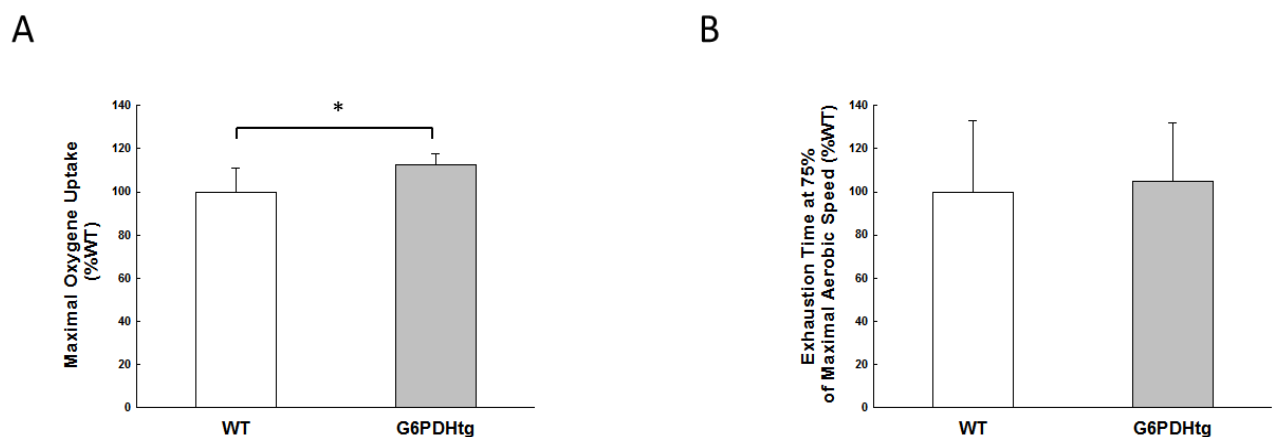 A
B
Maximal Oxygene Uptake
(%WT)
140
120
100
80
60
40
20
0
*
WT
G6PDHtg
Exhaustion Time at 75%
of Maximal Aerobic Speed (%WT)
140
120
100
80
60
40
20
0
WT
G6PDHtg